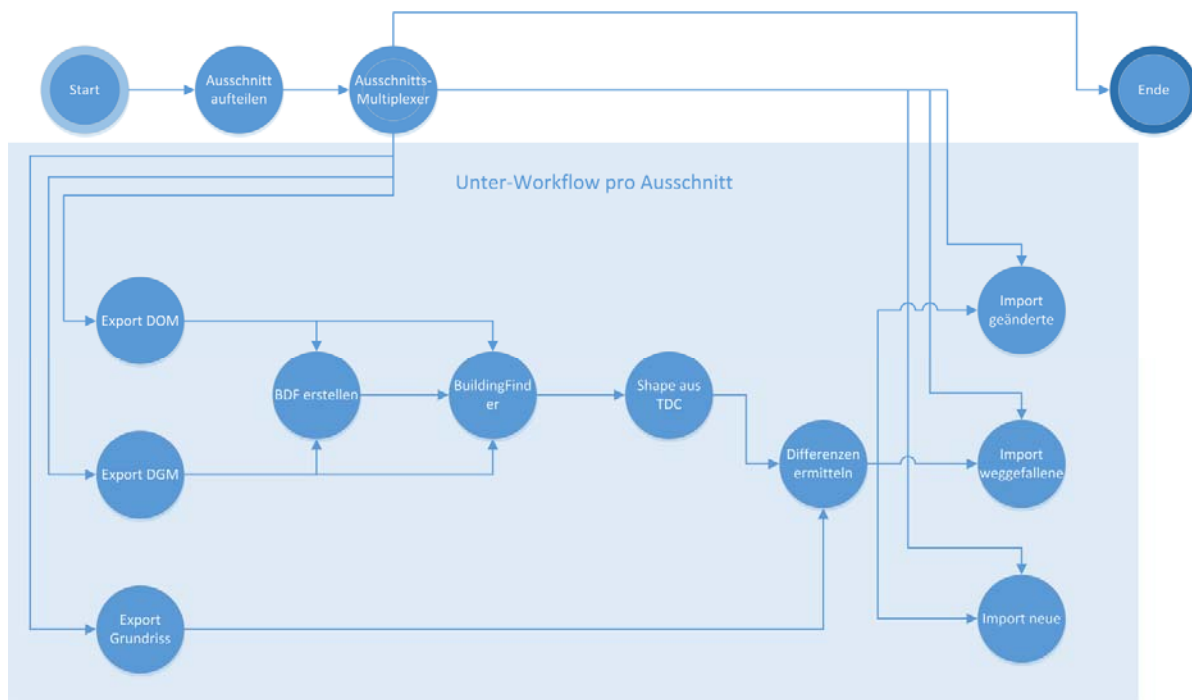 Start
Ausschnitt
aufteilen
Ausschnitts-
Multiplexer
Ende
Unter-Workflow pro Ausschnitt
Export DOM
Import
geänderte
BDF erstellen
BuildingFind
er
Shape aus
TDC
Export DGM
Differenzen
ermitteln
Import
weggefallene
Export
Grundriss
Import neue